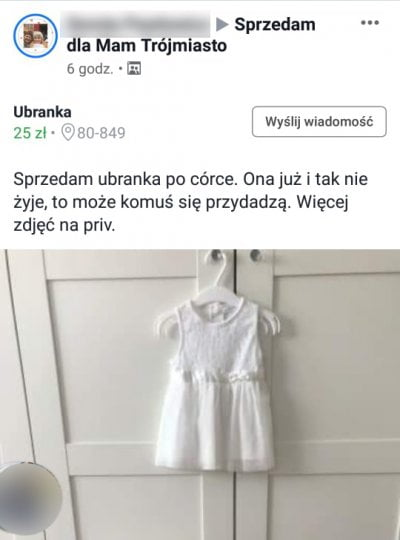 ▶ Sprzedam
dla Mam Trójmiasto
6 godz.
Ubranka
25 zł · 80-849
Wyślij wiadomość
Sprzedam ubranka po córce. Ona już i tak nie
żyje, to może komuś się przydadzą. Więcej
zdjęć na priv.